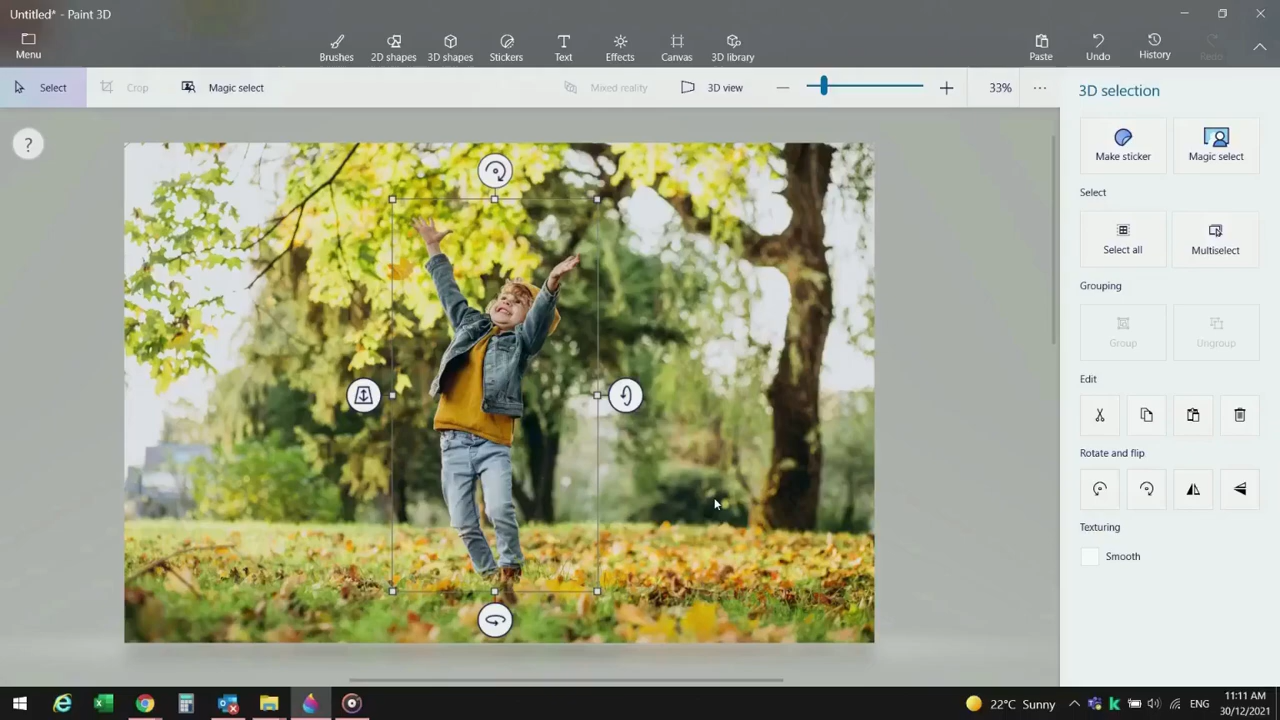 Untitled* - Paint 3D
Menu
Brushes 2D shapes 3D shapes Stickers Text Effects Canvas 3D library Paste Undo History Redo
Select Crop Magic select Mixed reality 3D view 33%
3D selection
Make sticker Magic select
Select
Select all Multiselect
Grouping
Group Ungroup
Edit
Rotate and flip
Texturing
Smooth
22°C Sunny ENG 11:11 AM
30/12/2021